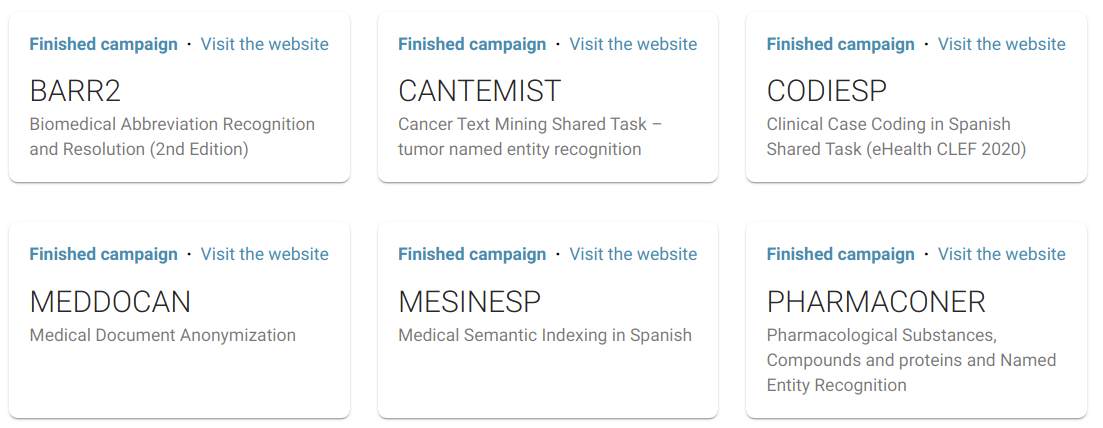 Finished campaign · Visit the website
BARR2
Biomedical Abbreviation Recognition
and Resolution (2nd Edition)
Finished campaign · Visit the website
CANTEMIST
Cancer Text Mining Shared Task –
tumor named entity recognition
Finished campaign · Visit the website
CODIESP
Clinical Case Coding in Spanish
Shared Task (eHealth CLEF 2020)
Finished campaign · Visit the website
MEDDOCAN
Medical Document Anonymization
Finished campaign · Visit the website
MESINESP
Medical Semantic Indexing in Spanish
Finished campaign · Visit the website
PHARMACONER
Pharmacological Substances,
Compounds and proteins and Named
Entity Recognition